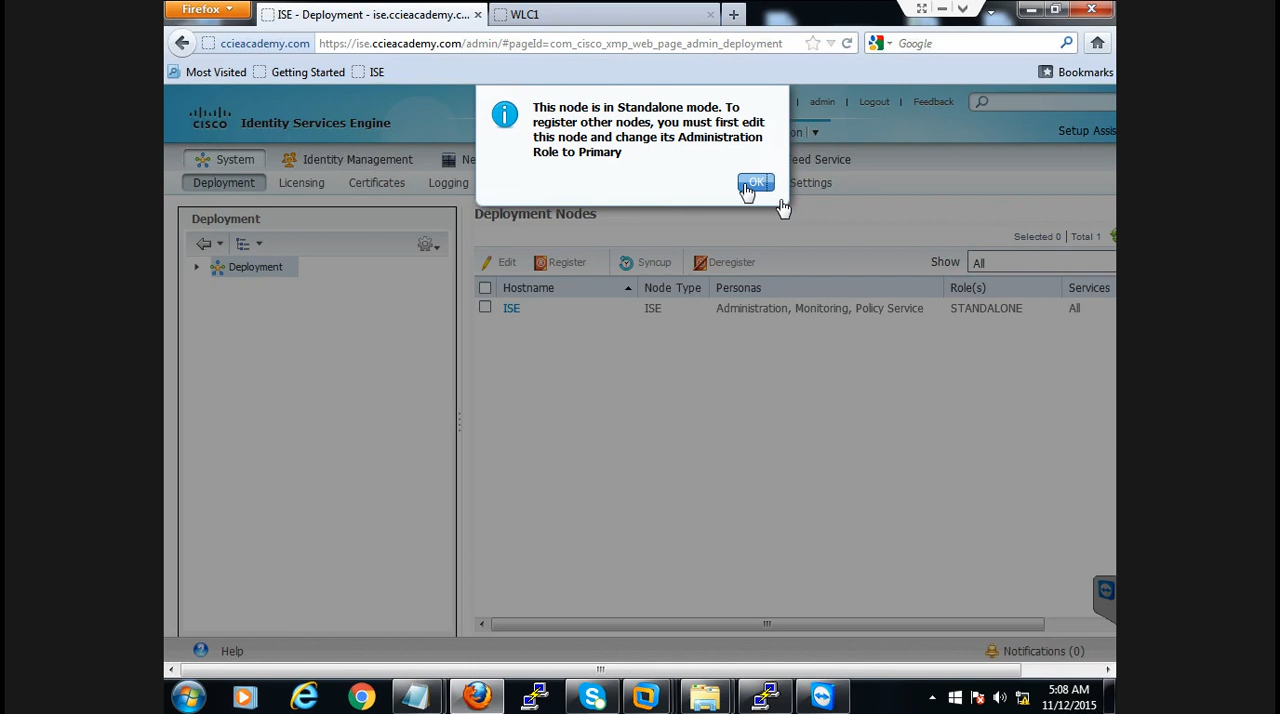 Firefox
ISE - Deployment - ise.ccieacademy.c...
WLC1
ccieacademy.com
https://ise.ccieacademy.com/admin/#pageId=com_cisco_xmp_web_page_admin_deployment
Google
Most Visited
Getting Started
ISE
Bookmarks
CISCO
Identity Services Engine
admin
Logout
Feedback
Setup Assis
This node is in Standalone mode. To
register other nodes, you must first edit
this node and change its Administration
Role to Primary
OK
System
Identity Management
Ne
eed Service
Deployment
Licensing
Certificates
Logging
Settings
Deployment
Deployment
Deployment Nodes
Selected 0 | Total 1
Edit
Register
Syncup
Deregister
Show
All
Hostname
Node Type
Personas
Role(s)
Services
ISE
ISE
Administration, Monitoring, Policy Service
STANDALONE
All
Help
Notifications (0)
5:08 AM
11/12/2015